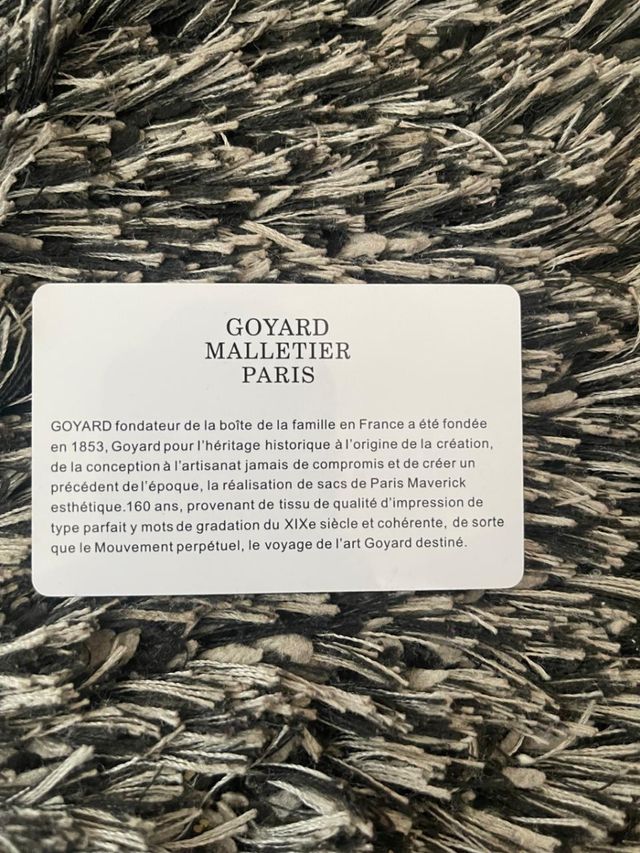 GOYARD
MALLETIER
PARIS
GOYARD fondateur de la boîte de la famille en France a été fondée
en 1853, Goyard pour l'héritage historique à l'origine de la création,
de la conception à l'artisanat jamais de compromis et de créer un
précédent de l'époque, la réalisation de sacs de Paris Maverick
esthétique.160 ans, provenant de tissu de qualité d'impression de
type parfait y mots de gradation du XIXe siècle et cohérente, de sorte
que le Mouvement perpétuel, le voyage de l'art Goyard destiné.